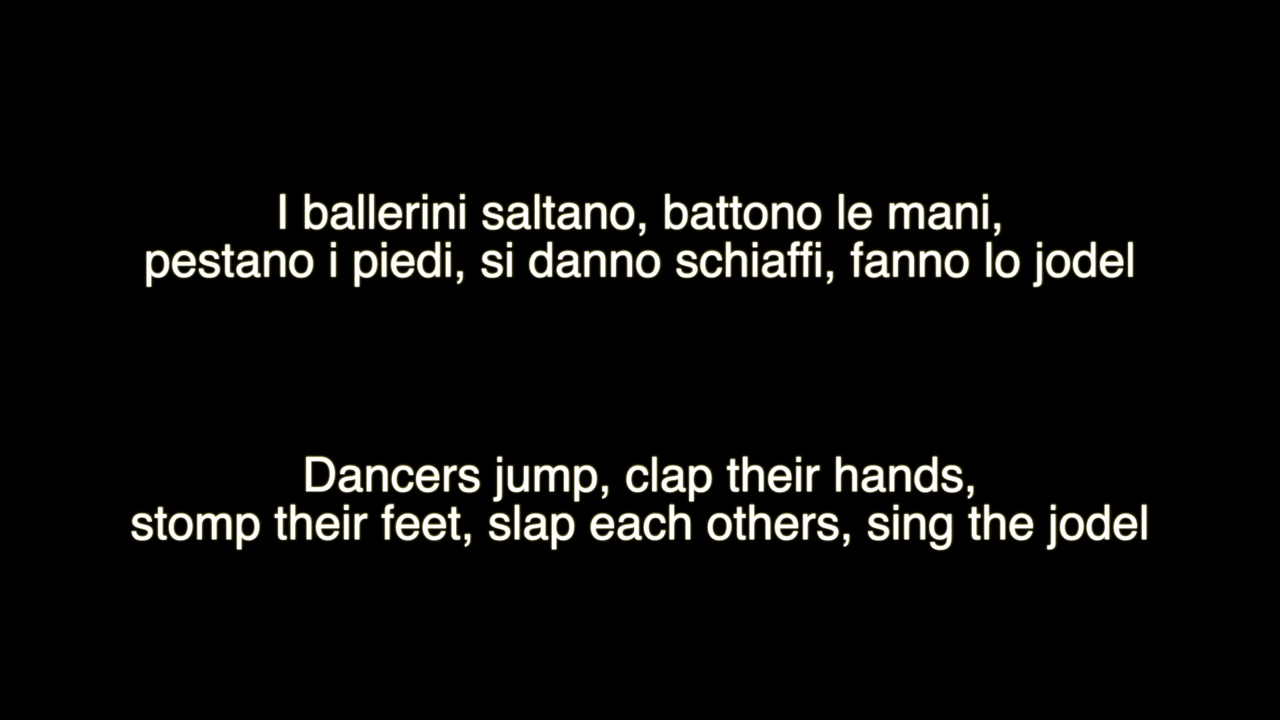 I ballerini saltano, battono le mani,
pestano i piedi, si danno schiaffi, fanno lo jodel
Dancers jump, clap their hands,
stomp their feet, slap each others, sing the jodel